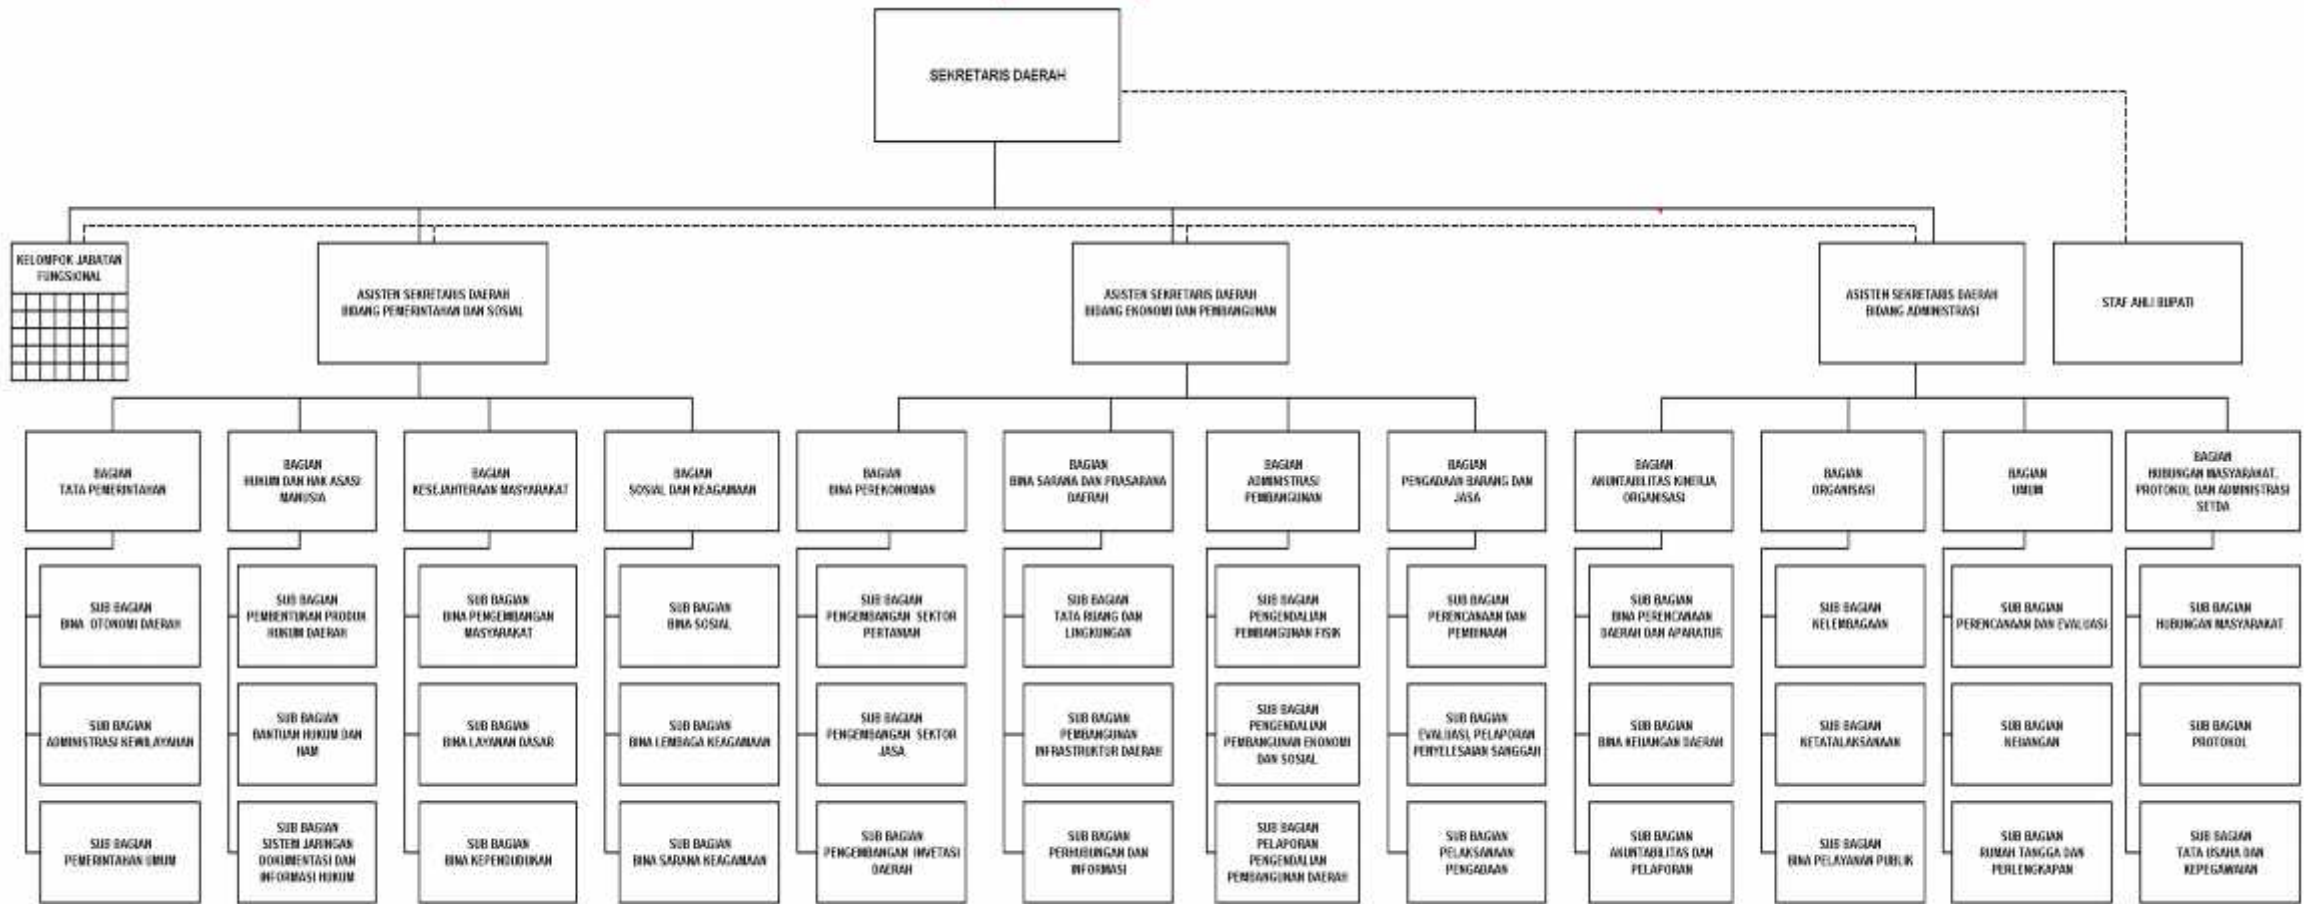 SEKRETARIS DAERAH
KELOMPOK JABATAN
FUNGSIONAL
ASISTEN SEKRETARIS DAERAH
BIDANG PEMERINTAHAN DAN SOSIAL
ASISTEN SEKRETARIS DAERAH
BIDANG EKONOMI DAN PEMBANGUNAN
ASISTEN SEKRETARIS DAERAH
BIDANG ADMINISTRASI
STAF AHLI BUPATI
BAGIAN
TATA PEMERINTAHAN
BAGIAN
HUKUM DAN HAK ASASI
MANUSIA
BAGIAN
KESEJAHTERAAN MASYARAKAT
BAGIAN
SOSIAL DAN KEAGAMAAN
BAGIAN
BINA PEREKONOMIAN
BAGIAN
BINA SARANA DAN PRASARANA
DAERAH
BAGIAN
ADMINISTRASI
PEMBANGUNAN
BAGIAN
PENGADAAN BARANG DAN
JASA
BAGIAN
AKUNTABILITAS KINERJA
ORGANISASI
BAGIAN
ORGANISASI
BAGIAN
UMUM
BAGIAN
HUBUNGAN MASYARAKAT,
PROTOKOL DAN ADMINISTRASI
SETDA
SUB BAGIAN
BINA OTONOMI DAERAH
SUB BAGIAN
PEMBENTUKAN PRODUK
HUKUM DAERAH
SUB BAGIAN
BINA PENGEMBANGAN
MASYARAKAT
SUB BAGIAN
BINA SOSIAL
SUB BAGIAN
PENGEMBANGAN SEKTOR
PERTANIAN
SUB BAGIAN
TATA RUANG DAN
LINGKUNGAN
SUB BAGIAN
PENGENDALIAN
PEMBANGUNAN FISIK
SUB BAGIAN
PERENCANAAN DAN
PEMBINAAN
SUB BAGIAN
BINA PERENCANAAN
DAERAH DAN APARATUR
SUB BAGIAN
KELEMBAGAAN
SUB BAGIAN
PERENCANAAN DAN EVALUASI
SUB BAGIAN
HUBUNGAN MASYARAKAT
SUB BAGIAN
ADMINISTRASI KEWILAYAHAN
SUB BAGIAN
BANTUAN HUKUM DAN
HAM
SUB BAGIAN
BINA LAYANAN DASAR
SUB BAGIAN
BINA LEMBAGA KEAGAMAAN
SUB BAGIAN
PENGEMBANGAN SEKTOR
JASA
SUB BAGIAN
PEMBANGUNAN
INFRASTRUKTUR DAERAH
SUB BAGIAN
PENGENDALIAN
PEMBANGUNAN EKONOMI
DAN SOSIAL
SUB BAGIAN
EVALUASI, PELAPORAN
PENYELESAIAN SANGGAH
SUB BAGIAN
BINA KEUANGAN DAERAH
SUB BAGIAN
KETATALAKSANAAN
SUB BAGIAN
KEUANGAN
SUB BAGIAN
PROTOKOL
SUB BAGIAN
PEMERINTAHAN UMUM
SUB BAGIAN
SISTEM JARINGAN
DOKUMENTASI DAN
INFORMASI HUKUM
SUB BAGIAN
BINA KEPENDUDUKAN
SUB BAGIAN
BINA SARANA KEAGAMAAN
SUB BAGIAN
PENGEMBANGAN INVETASI
DAERAH
SUB BAGIAN
PERHUBUNGAN DAN
INFORMASI
SUB BAGIAN
PELAPORAN
PENGENDALIAN
PEMBANGUNAN DAERAH
SUB BAGIAN
PELAKSANAAN
PENGADAAN
SUB BAGIAN
AKUNTABILITAS DAN
PELAPORAN
SUB BAGIAN
BINA PELAYANAN PUBLIK
SUB BAGIAN
RUMAH TANGGA DAN
PERLENGKAPAN
SUB BAGIAN
TATA USAHA DAN
KEPEGAWAIAN